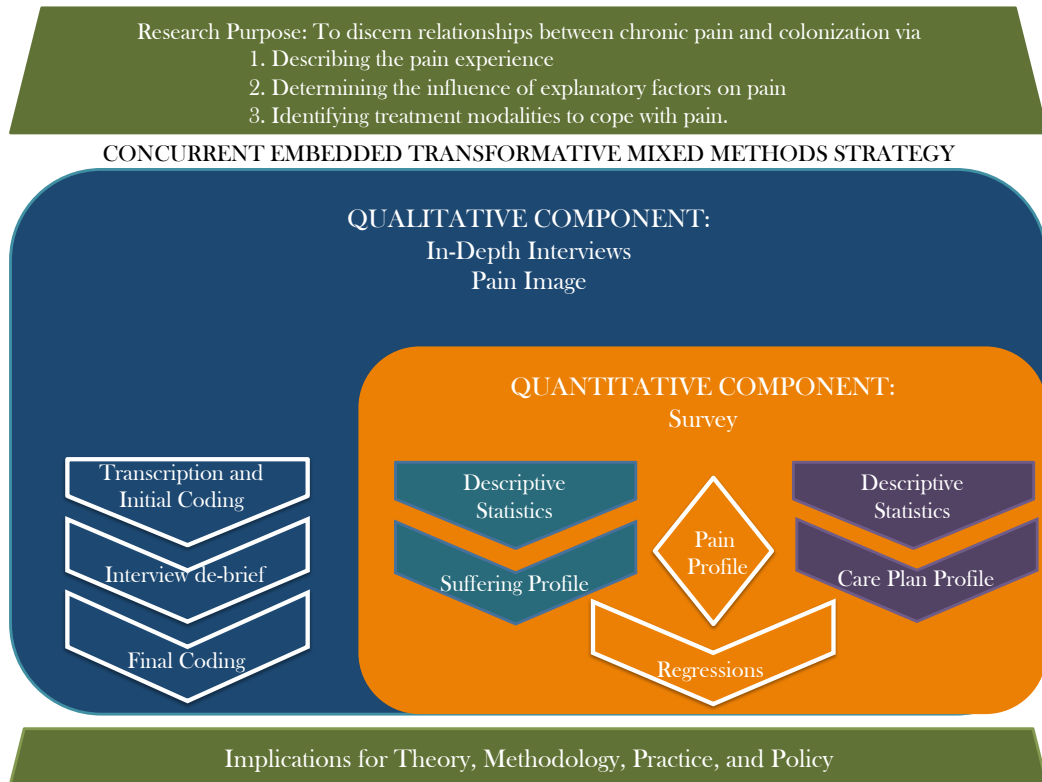 Research Purpose: To discern relationships between chronic pain and colonization via
1. Describing the pain experience
2. Determining the influence of explanatory factors on pain
3. Identifying treatment modalities to cope with pain.
CONCURRENT EMBEDDED TRANSFORMATIVE MIXED METHODS STRATEGY
QUALITATIVE COMPONENT:
In-Depth Interviews
Pain Image
QUANTITATIVE COMPONENT:
Survey
Transcription and
Initial Coding
Interview de-brief
Final Coding
Descriptive
Statistics
Suffering Profile
Pain
Profile
Regressions
Descriptive
Statistics
Care Plan Profile
Implications for Theory, Methodology, Practice, and Policy